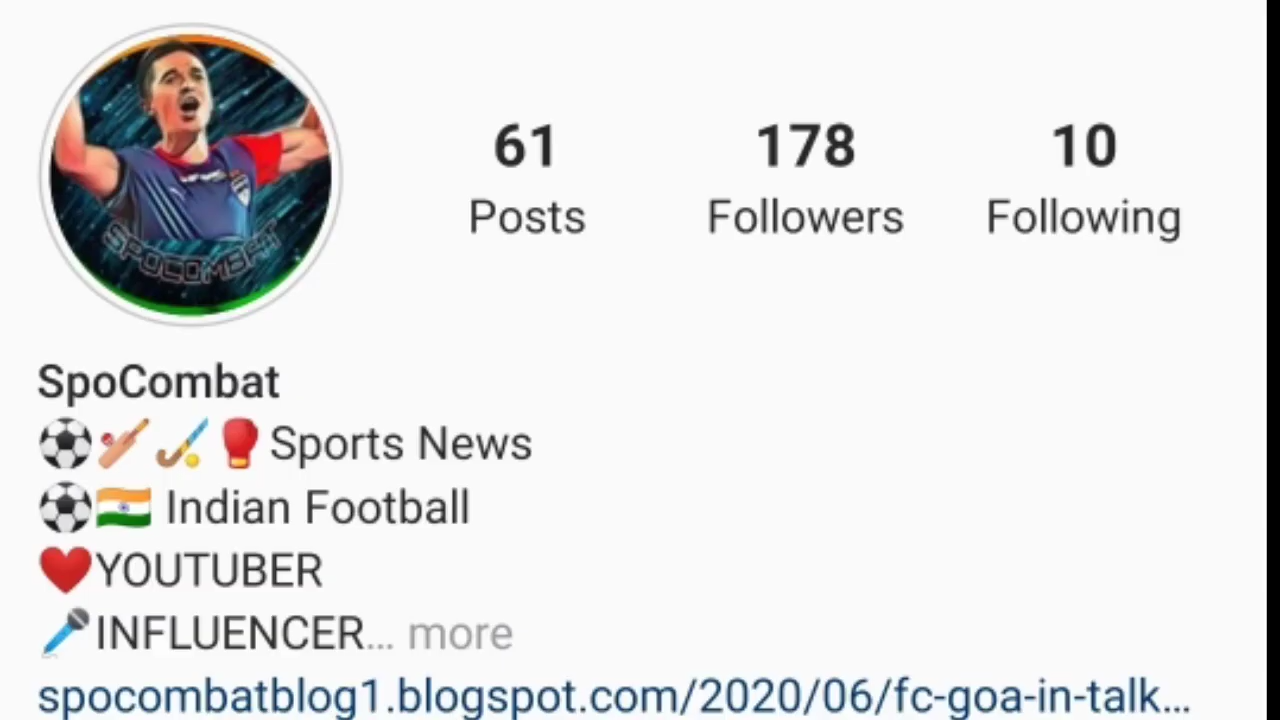 SPOCOMBAT
61 178 10
Posts Followers Following
SpoCombat
⚽🏏🏑🥊Sports News
⚽🇮🇳 Indian Football
❤️YOUTUBER
🎤INFLUENCER... more
spocombatblog1.blogspot.com/2020/06/fc-goa-in-talk...